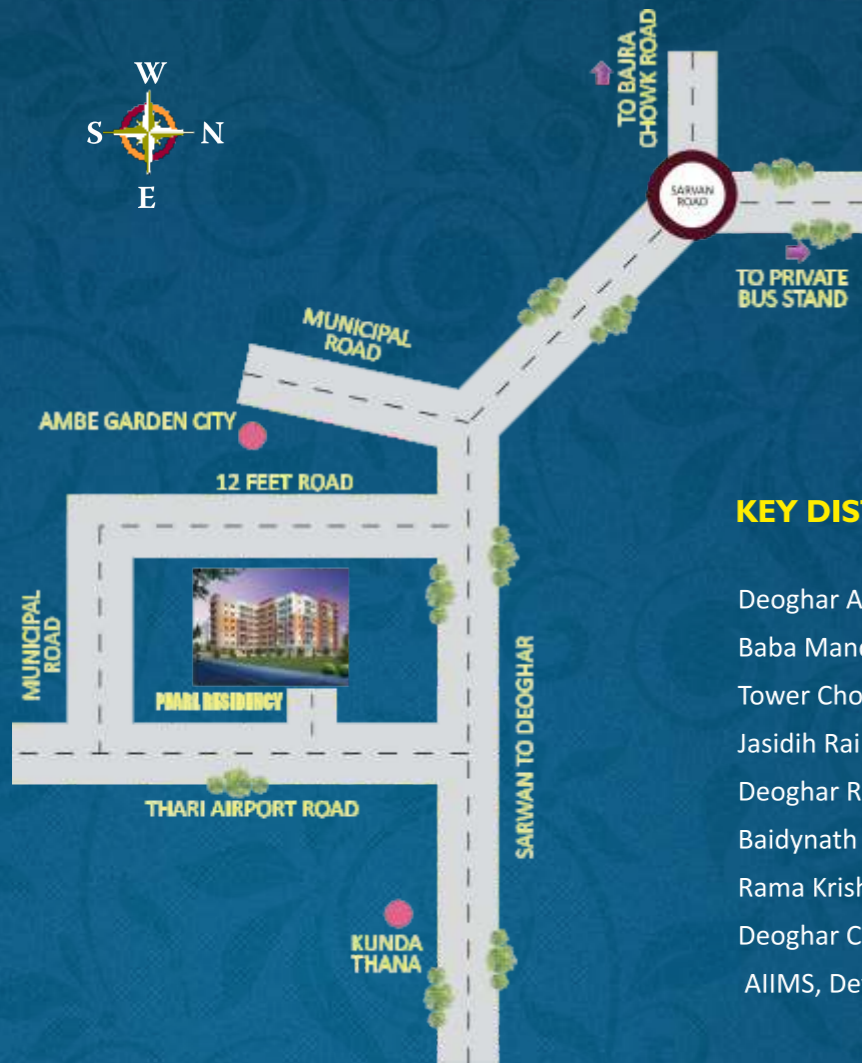 W
S
N
E
TO BAJRA
CHOWK ROAD
SARVAN
ROAD
TO PRIVATE
BUS STAND
MUNICIPAL
ROAD
AMBE GARDEN CITY
12 FEET ROAD
MUNICIPAL
ROAD
PEARL RESIDENCY
SARWAN TO DEOGHAR
THARI AIRPORT ROAD
KUNDA
THANA
KEY DIST
Deoghar A
Baba Mand
Tower Cho
Jasidih Rai
Deoghar R
Baidynath
Rama Krish
Deoghar C
AIIMS, De